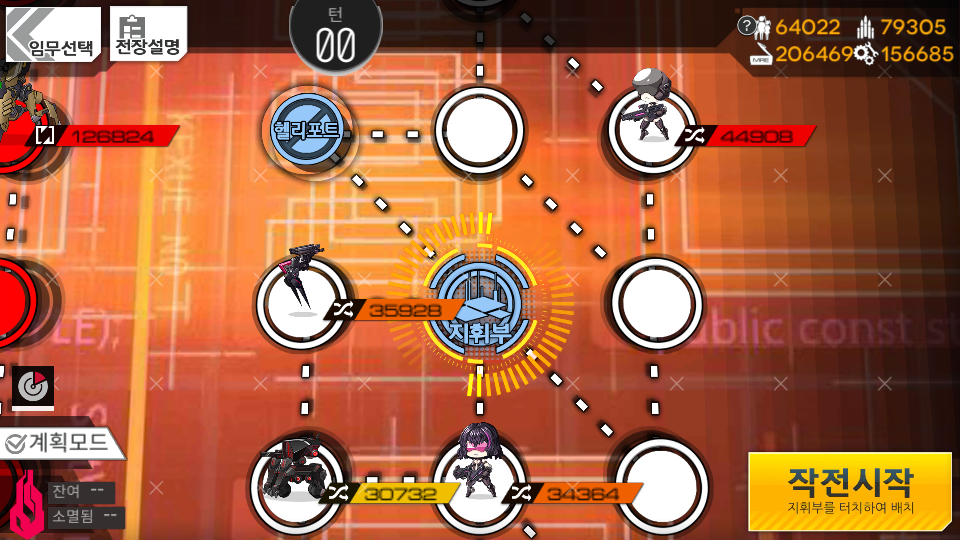 임무선택
전장설명
턴
00
?
64022
79305
MRE
206469
156685
헬리포트
126824
44908
35928
지휘부
LE),
public const s
계획모드
30732
34364
잔여 --
소멸됨 --
작전시작
지휘부를 터치하여 배치